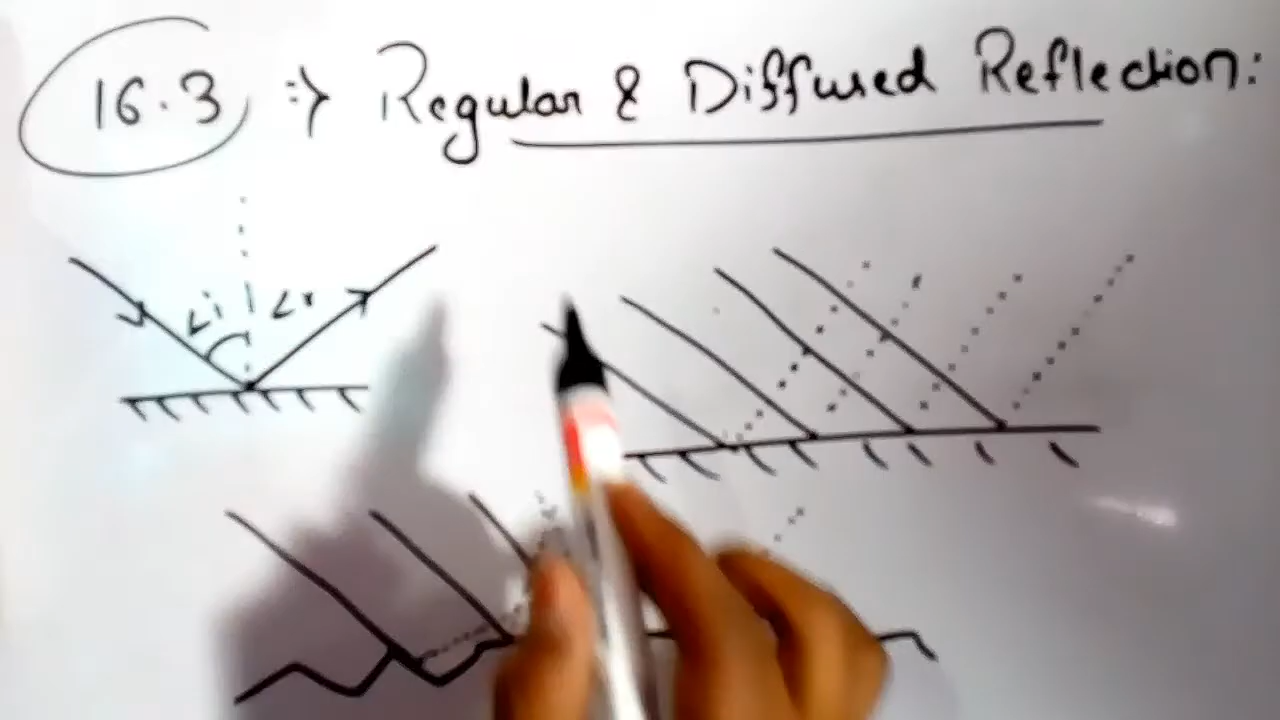 16.3 :⇒ Regular & Diffused Reflection:
∠i ∠r